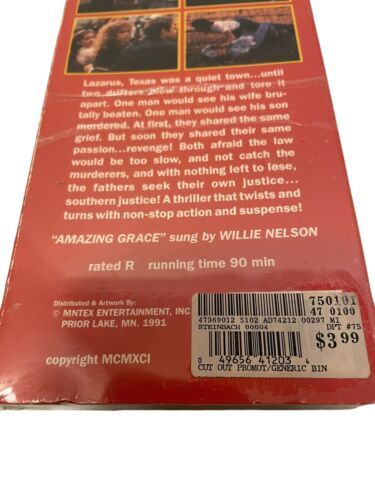 Lazarus, Texas was a quiet town...until
two drifters blow through and tore it
apart. One man would see his wife bru-
tally beaten. One man would see his son
murdered. At first, they shared the same
grief. But soon they shared their same
passion...revenge! Both afraid the law
would be too slow, and not catch the
murderers, and with nothing left to lose,
the fathers seek their own justice...
southern justice! A thriller that twists and
turns with non-stop action and suspense!
"AMAZING GRACE" sung by WILLIE NELSON
rated R running time 90 min
Distributed & Artwork By:
© MNTEX ENTERTAINMENT, INC
PRIOR LAKE, MN. 1991
copyright MCMXCI
750101
47 0100
47369012 5102 AD74212 00297 MI
STEINBACH 00004
DPT #75
$3.99
0 49656 41203 4
CUT OUT PROMOT/GENERIC BIN